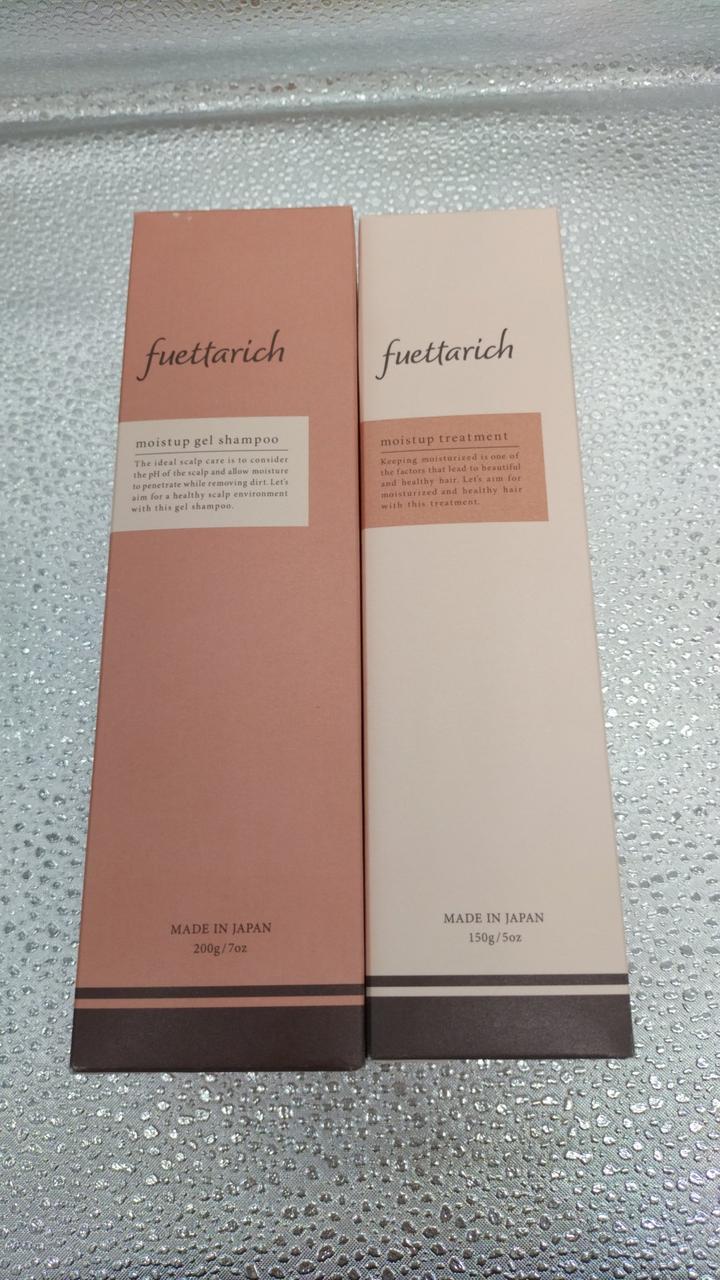 fuettarich
moistup gel shampoo
The ideal scalp care is to consider
the pH of the scalp and allow moisture
to penetrate while removing dirt. Let's
aim for a healthy scalp environment
with this gel shampoo.
MADE IN JAPAN
200g/7oz
fuettarich
moistup treatment
Keeping moisturized is one of
the factors that lead to beautiful
and healthy hair. Let's aim for
moisturized and healthy hair
with this treatment.
MADE IN JAPAN
150g/5oz